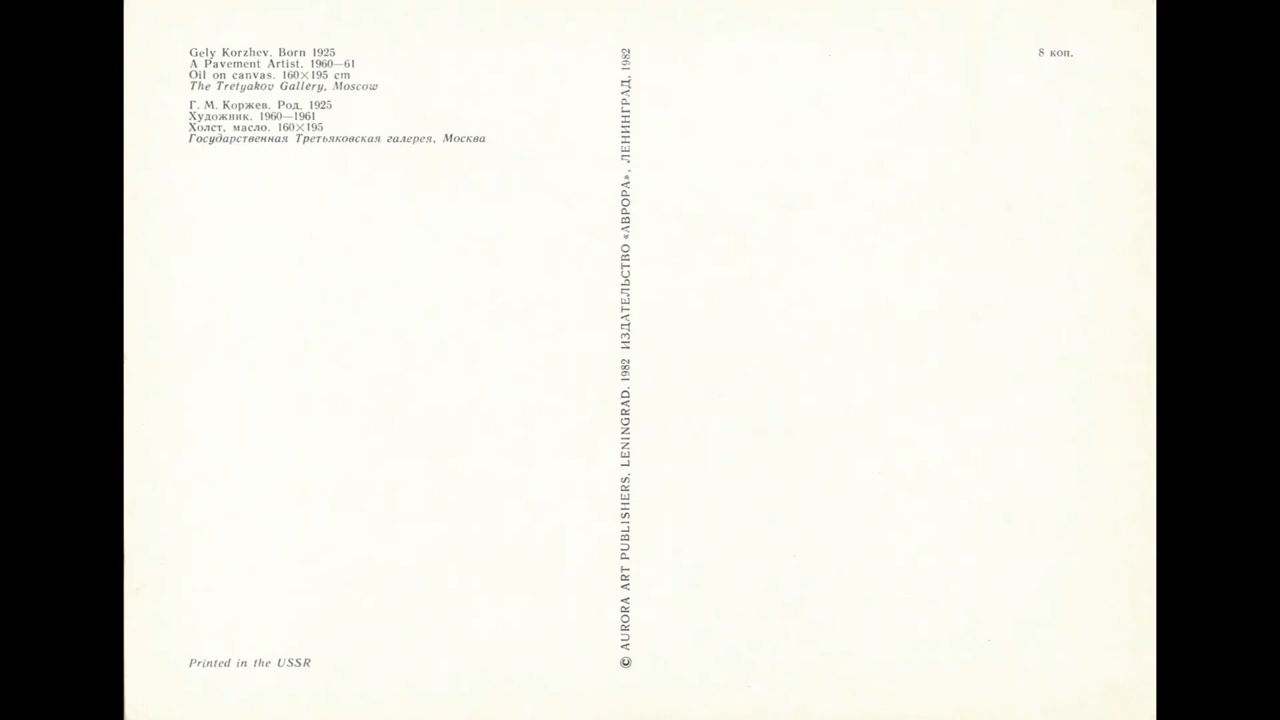 Gely Korzhev. Born 1925
A Pavement Artist. 1960—61
Oil on canvas. 160×195 cm
The Tretyakov Gallery, Moscow
Г. М. Коржев. Род. 1925
Художник. 1960—1961
Холст, масло. 160×195
Государственная Третьяковская галерея, Москва
Printed in the USSR
© AURORA ART PUBLISHERS. LENINGRAD. 1982 ИЗДАТЕЛЬСТВО «АВРОРА». ЛЕНИНГРАД. 1982
8 коп.